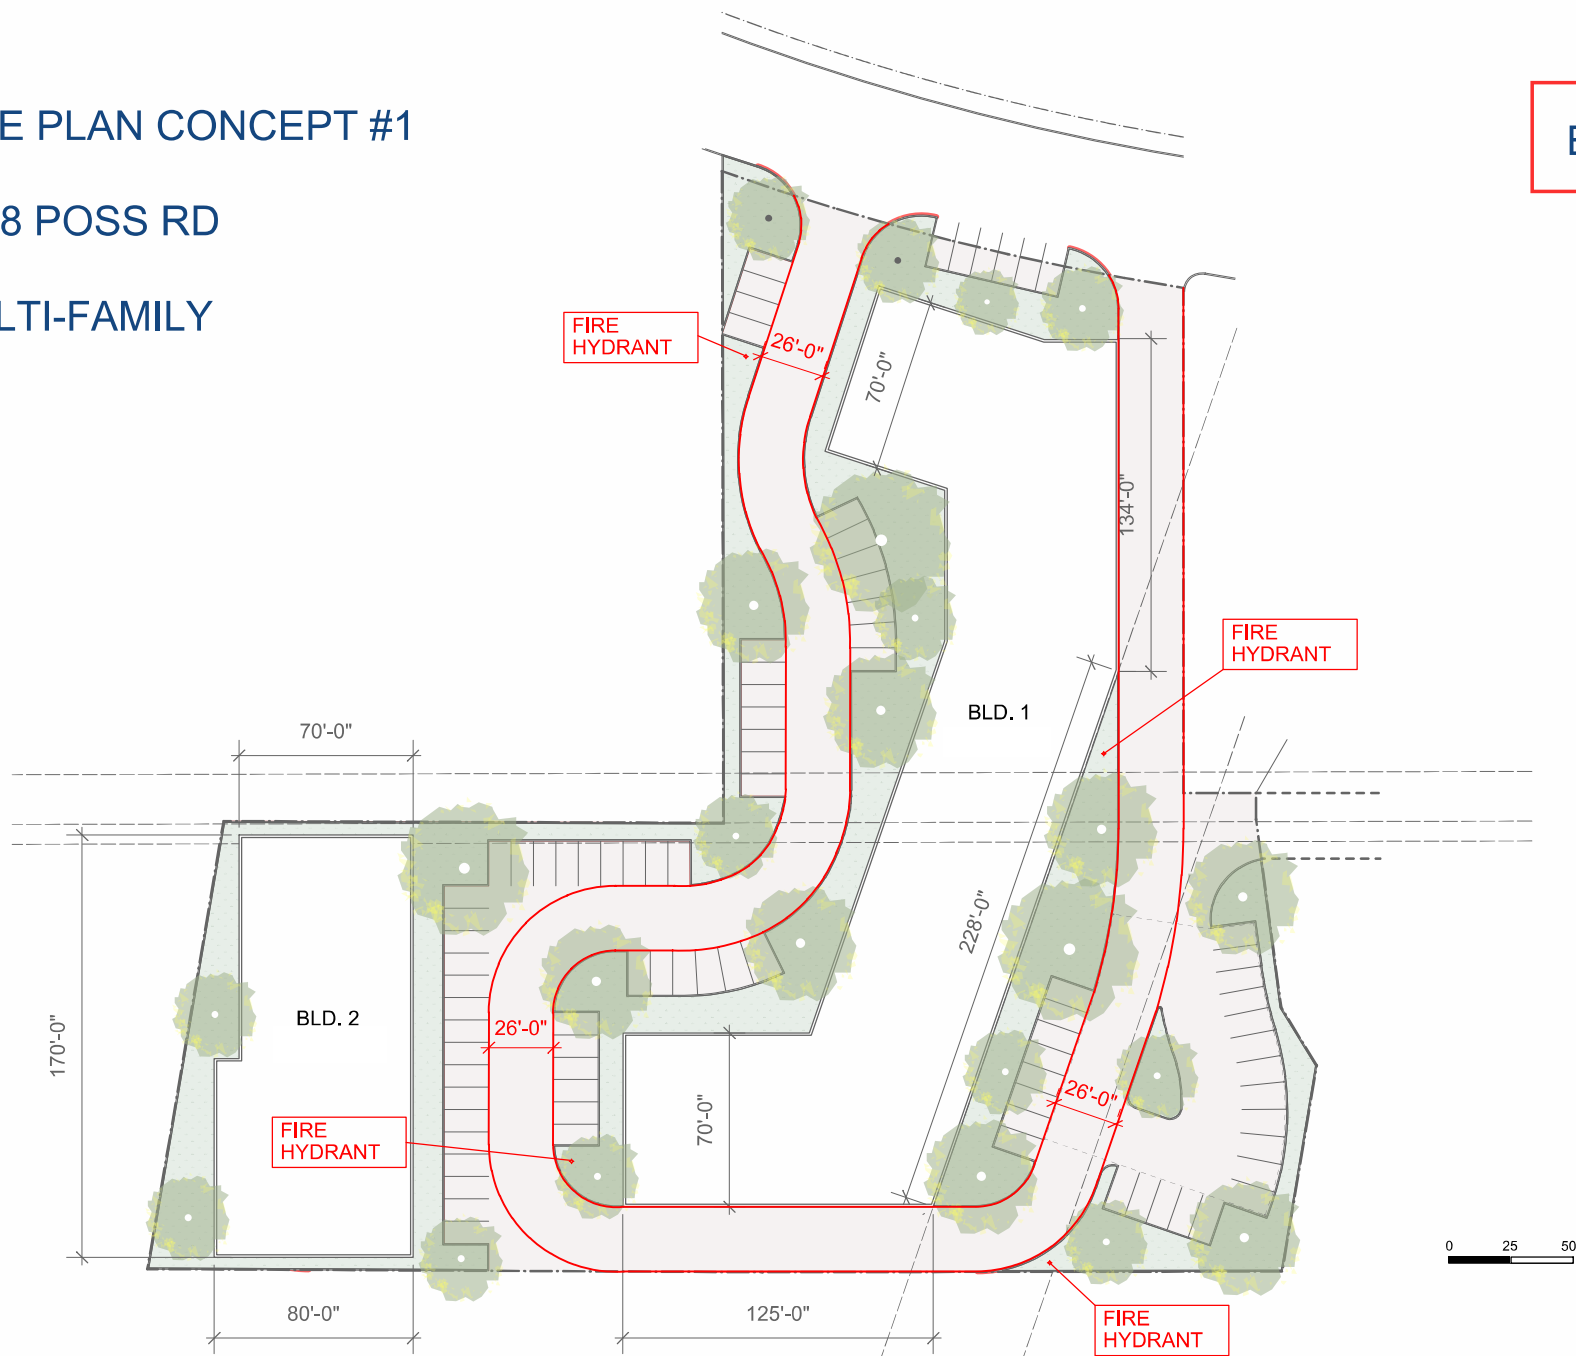 E PLAN CONCEPT #1
8 POSS RD
LTI-FAMILY
E
FIRE
HYDRANT
26'-0"
70'-0"
134'-0"
FIRE
HYDRANT
BLD. 1
70'-0"
228'-0"
170'-0"
BLD. 2
26'-0"
26'-0"
70'-0"
FIRE
HYDRANT
80'-0"
125'-0"
FIRE
HYDRANT
0 25 50